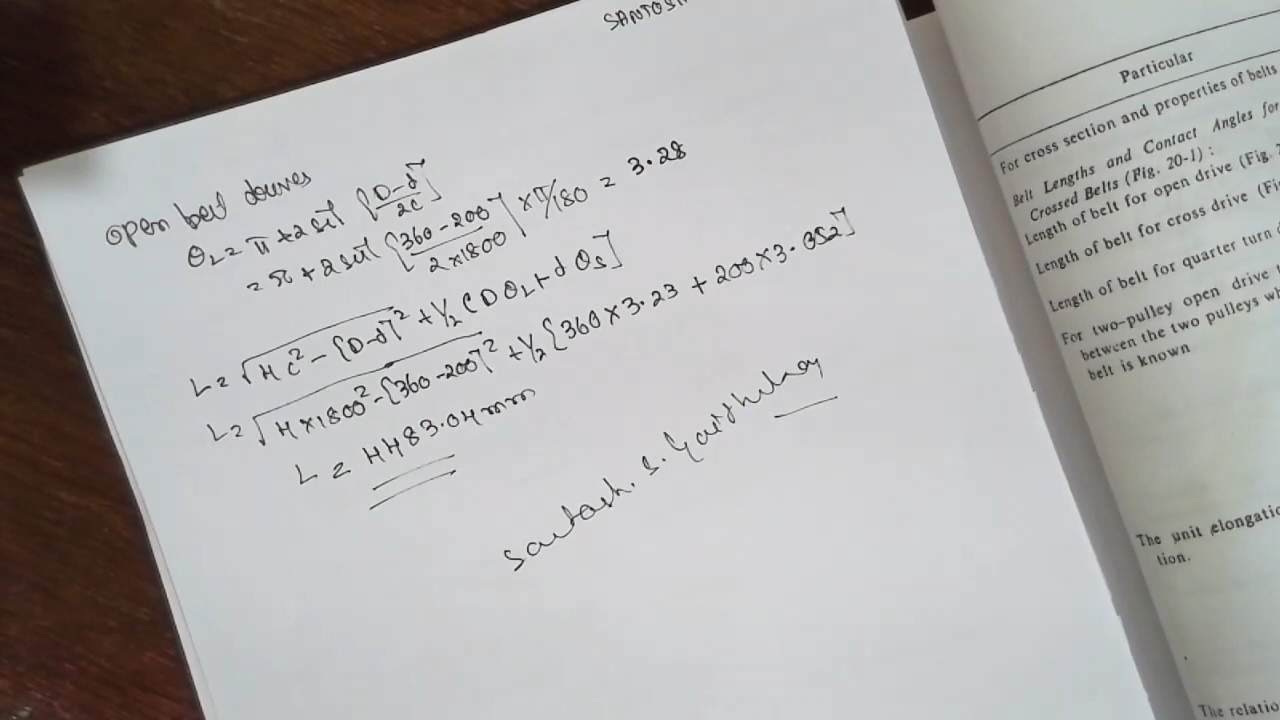 SANTOSH
open belt drives
θL = π + 2 sin⁻¹ [D-d/2C]
= π + 2 sin⁻¹ [360-200/2×1800] × π/180 = 3.28
L = √4C² - [D-d]² + 1/2 (DθL + dθs]
L = √4×1800² - [360-200]² + 1/2 [360×3.23 + 200×3.052]
L = 4483.04mm
Santosh. S.
Particular
For cross section and properties of belts
Belt Lengths and Contact Angles for
Crossed Belts (Fig. 20-1) :
Length of belt for open drive (Fig.
Length of belt for cross drive (Fi
Length of belt for quarter turn
For two-pulley open drive
between the two pulleys wh
belt is known
The unit elongatio
tion.
The relatio